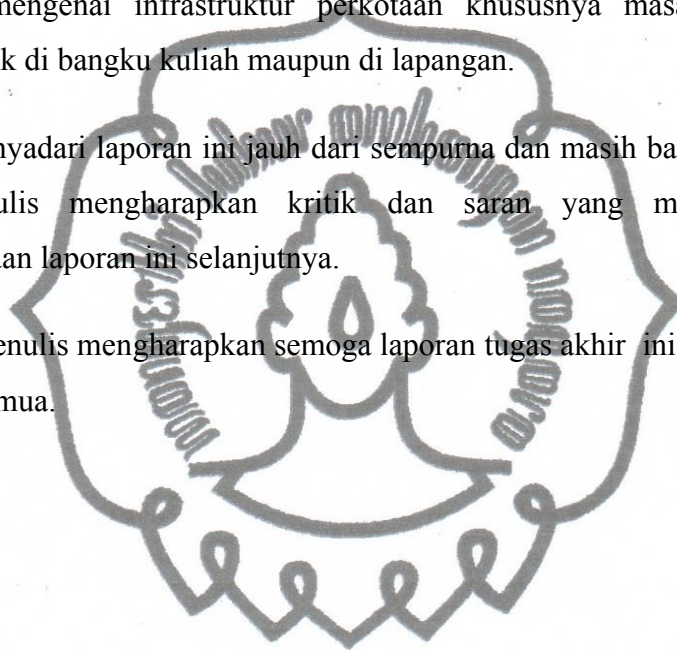 mengenai infrastruktur perkotaan khususnya masa
k di bangku kuliah maupun di lapangan.
nyadari laporan ini jauh dari sempurna dan masih ba
ulis mengharapkan kritik dan saran yang m
an laporan ini selanjutnya.
enulis mengharapkan semoga laporan tugas akhir ini
mua.